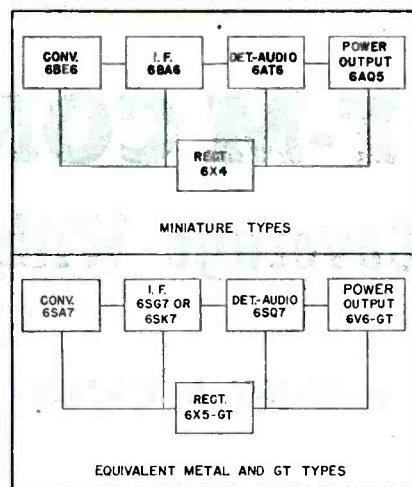 CONV.
6BE6
I. F.
6BA6
DET.-AUDIO
6AT6
POWER
OUTPUT
6AQ5
RECT.
6X4
MINIATURE TYPES
CONV.
6SA7
I. F.
6SG7 OR
6SK7
DET.-AUDIO
6SQ7
POWER
OUTPUT
6V6-GT
RECT.
6X5-GT
EQUIVALENT METAL AND GT TYPES